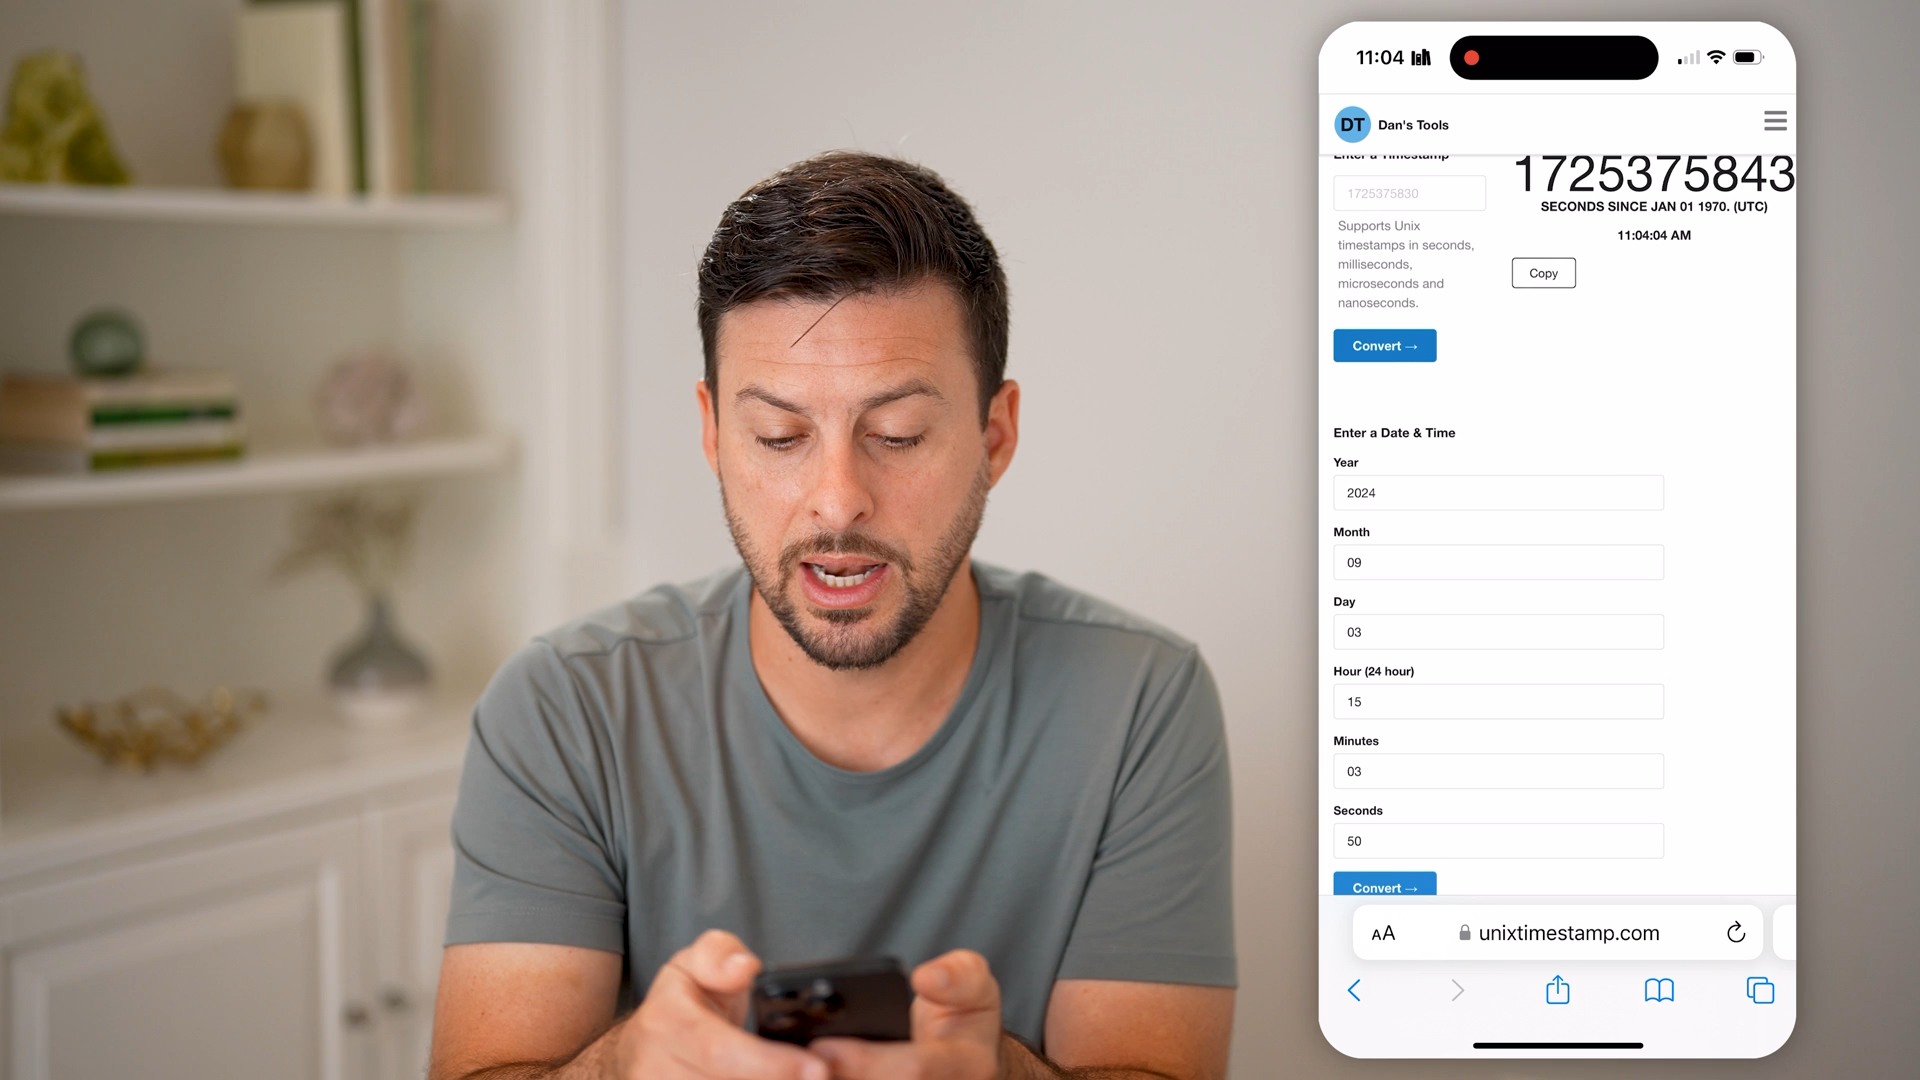 11:04
DT Dan's Tools
Enter a Timestamp
1725375843
1725375830
SECONDS SINCE JAN 01 1970. (UTC)
11:04:04 AM
Supports Unix
timestamps in seconds,
milliseconds,
microseconds and
nanoseconds.
Copy
Convert →
Enter a Date & Time
Year
2024
Month
09
Day
03
Hour (24 hour)
15
Minutes
03
Seconds
50
Convert →
AA
unixtimestamp.com